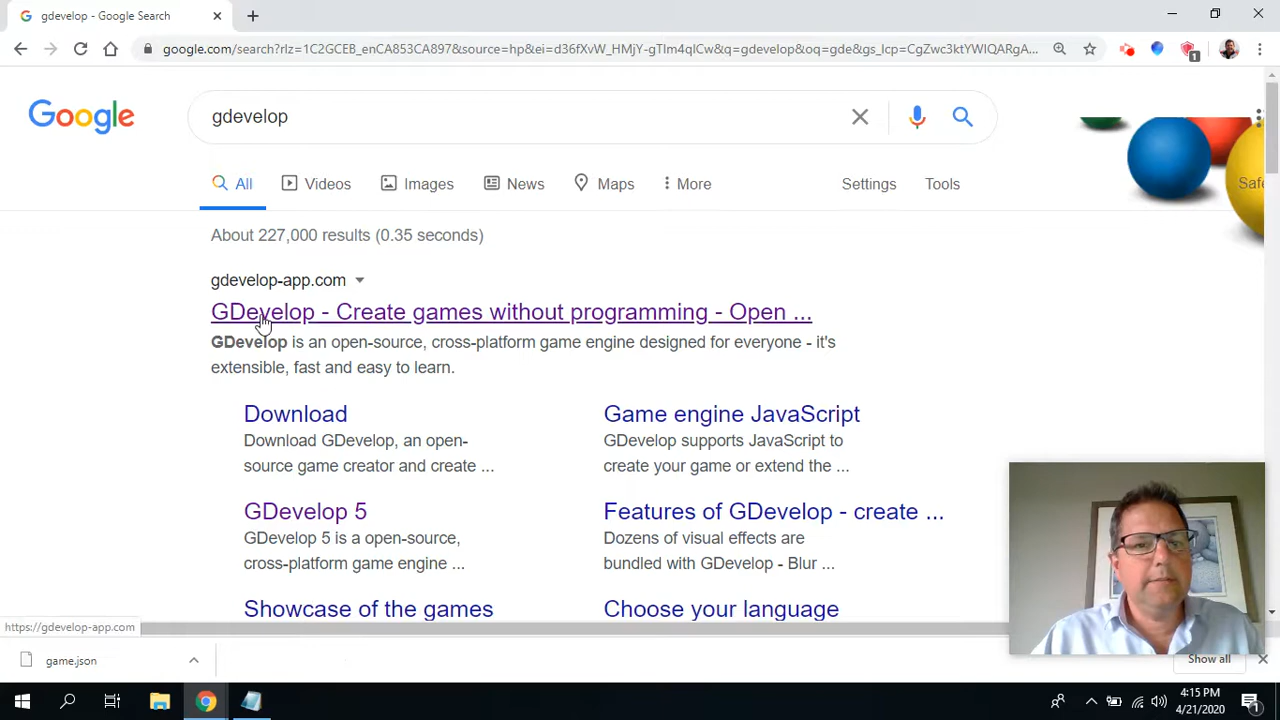 gdevelop - Google Search
google.com/search?rlz=1C2GCEB_enCA853CA897&source=hp&ei=d36fXvW_HMjY-gTIm4qlCw&q=gdevelop&oq=gde&gs_lcp=CgZwc3ktYWIQARgA...
1
Google
gdevelop
All
Videos
Images
News
Maps
More
Settings
Tools
Safe
About 227,000 results (0.35 seconds)
gdevelop-app.com
GDevelop - Create games without programming - Open ...
GDevelop is an open-source, cross-platform game engine designed for everyone - it's
extensible, fast and easy to learn.
Download
Download GDevelop, an open-
source game creator and create ...
Game engine JavaScript
GDevelop supports JavaScript to
create your game or extend the ...
GDevelop 5
GDevelop 5 is a open-source,
cross-platform game engine ...
Features of GDevelop - create ...
Dozens of visual effects are
bundled with GDevelop - Blur ...
Showcase of the games
Choose your language
https://gdevelop-app.com
game.json
Show all
4:15 PM
4/21/2020
1